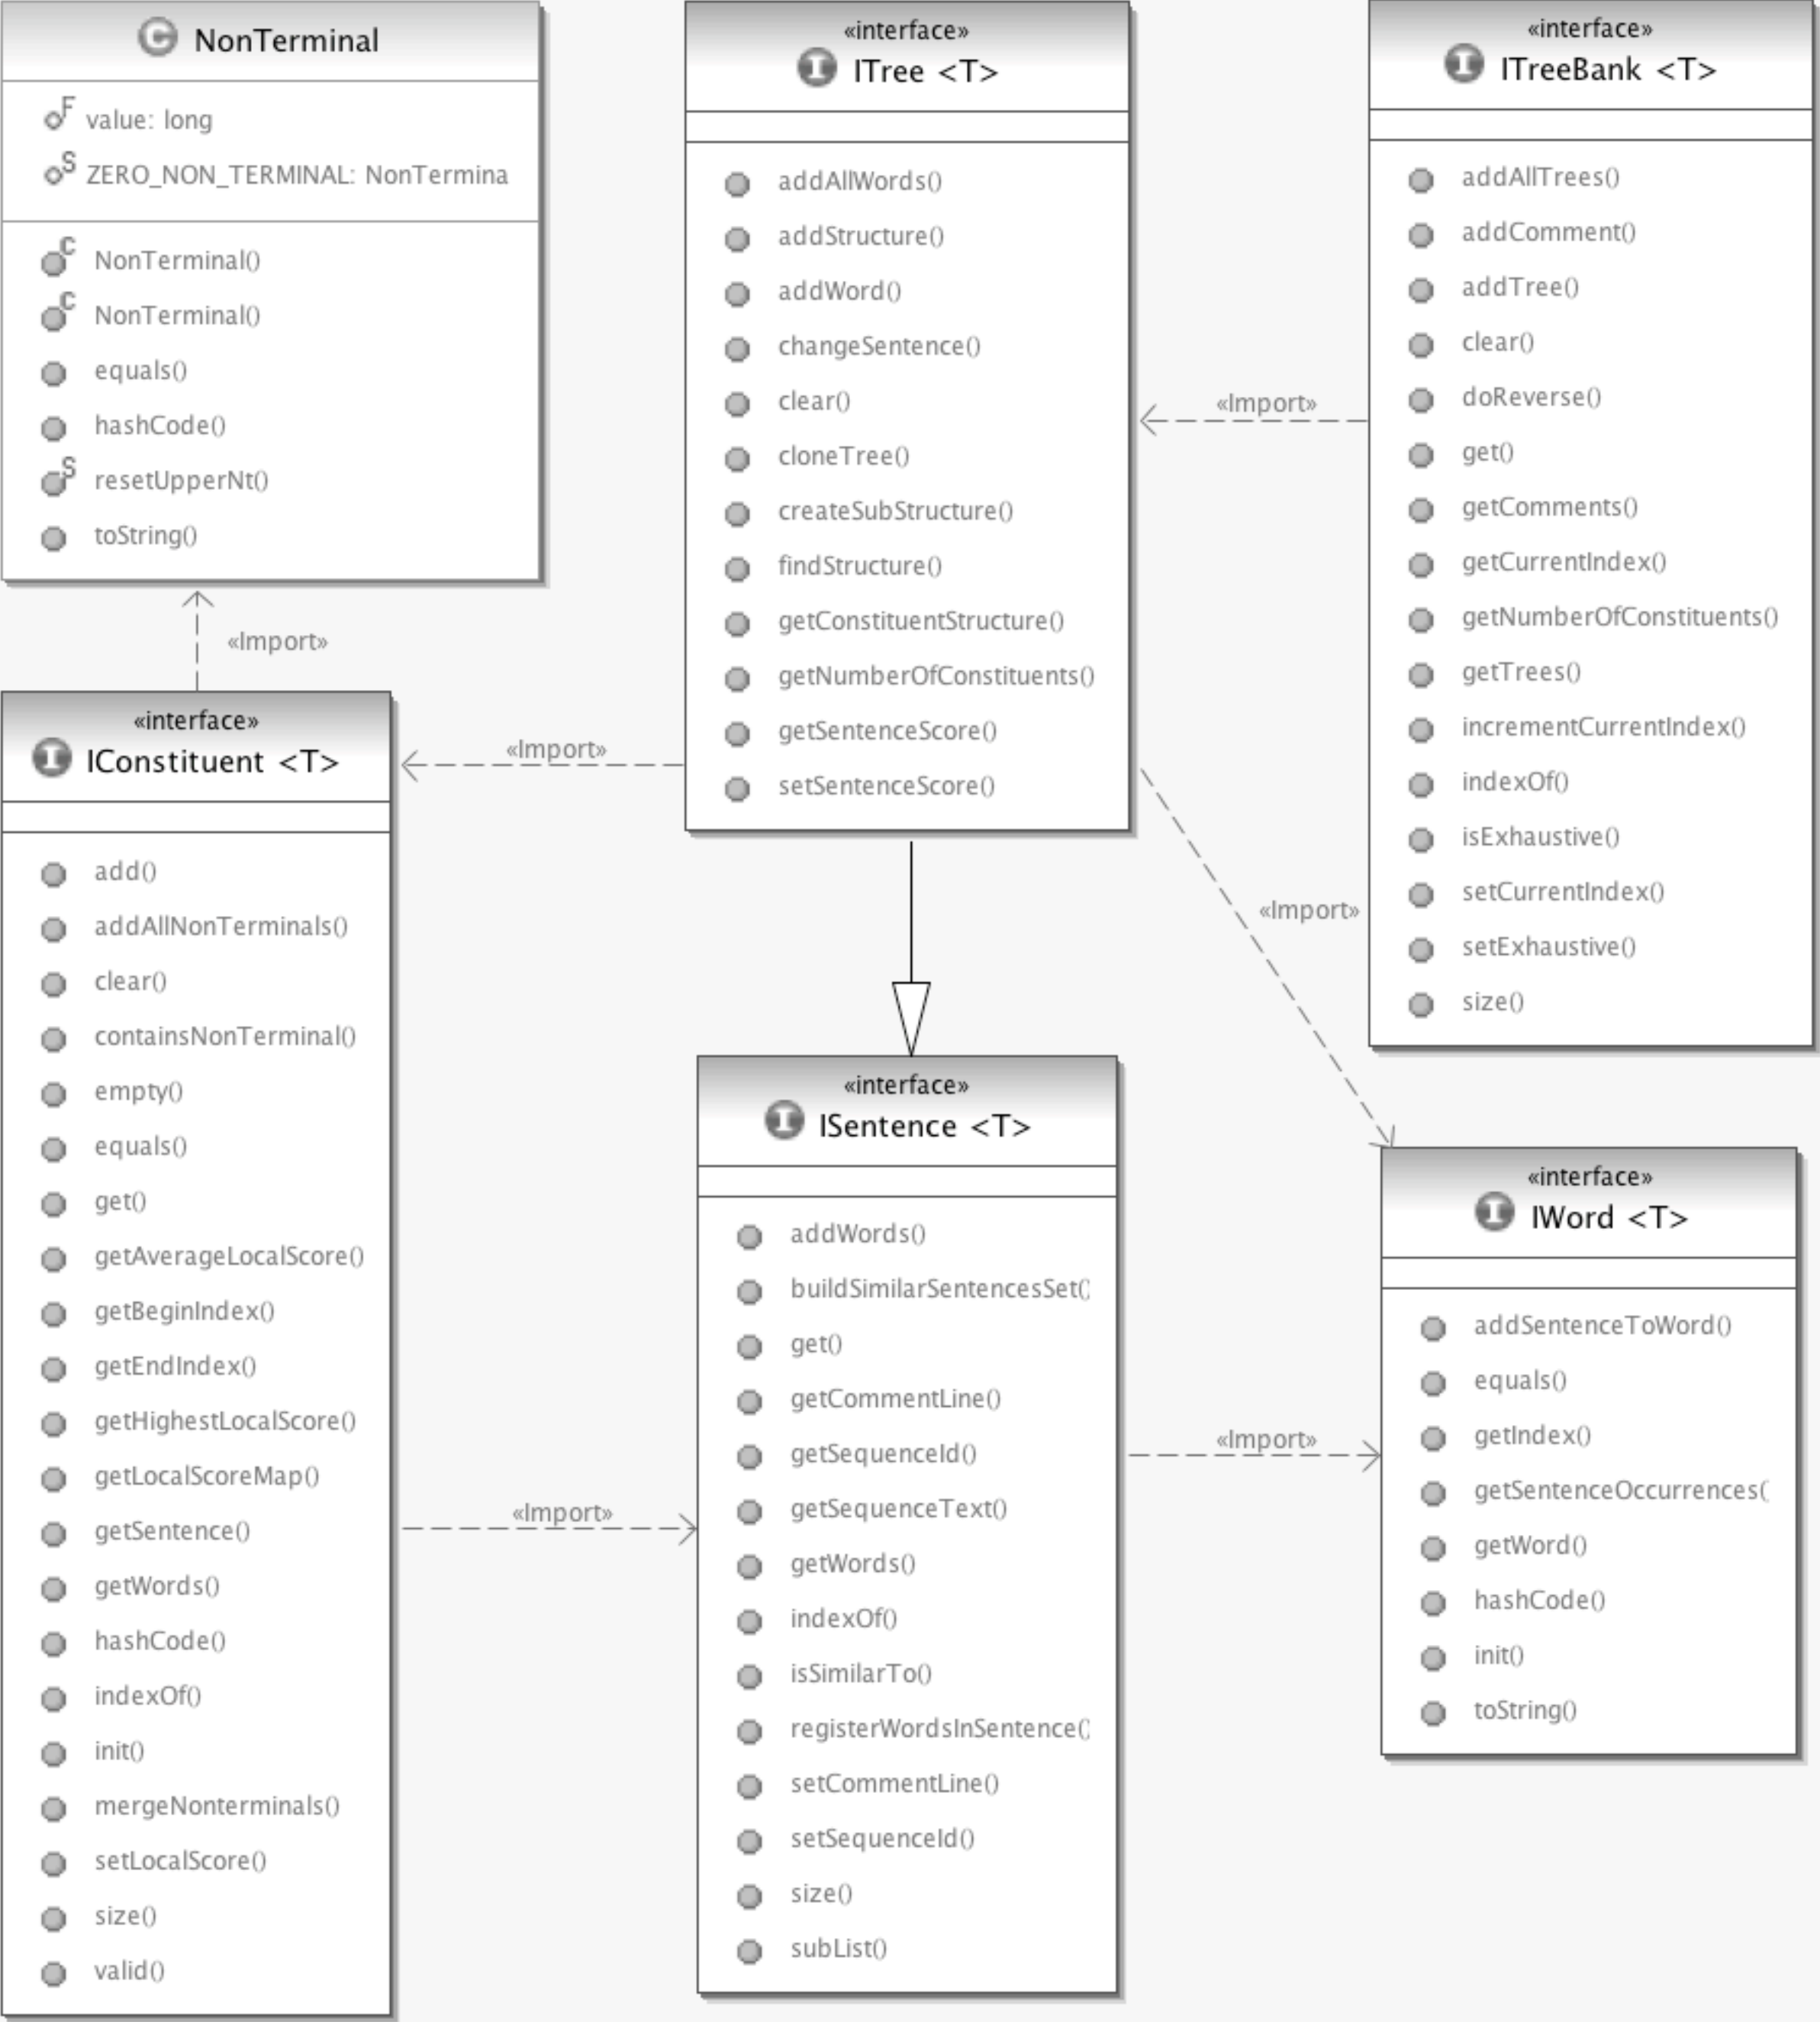 C NonTerminal
F value: long
S ZERO_NON_TERMINAL: NonTermina
C NonTerminal()
C NonTerminal()
equals()
hashCode()
S resetUpperNt()
toString()
«Import»
«interface»
I IConstituent <T>
add()
addAllNonTerminals()
clear()
containsNonTerminal()
empty()
equals()
get()
getAverageLocalScore()
getBeginIndex()
getEndIndex()
getHighestLocalScore()
getLocalScoreMap()
getSentence()
getWords()
hashCode()
indexOf()
init()
mergeNonterminals()
setLocalScore()
size()
valid()
«Import»
«Import»
«interface»
I ITree <T>
addAllWords()
addStructure()
addWord()
changeSentence()
clear()
cloneTree()
createSubStructure()
findStructure()
getConstituentStructure()
getNumberOfConstituents()
getSentenceScore()
setSentenceScore()
«interface»
I ISentence <T>
addWords()
buildSimilarSentencesSet(
get()
getCommentLine()
getSequenceId()
getSequenceText()
getWords()
indexOf()
isSimilarTo()
registerWordsInSentence(
setCommentLine()
setSequenceId()
size()
subList()
«Import»
«Import»
«Import»
«interface»
I ITreeBank <T>
addAllTrees()
addComment()
addTree()
clear()
doReverse()
get()
getComments()
getCurrentIndex()
getNumberOfConstituents()
getTrees()
incrementCurrentIndex()
indexOf()
isExhaustive()
setCurrentIndex()
setExhaustive()
size()
«interface»
I IWord <T>
addSentenceToWord()
equals()
getIndex()
getSentenceOccurrences(
getWord()
hashCode()
init()
toString()